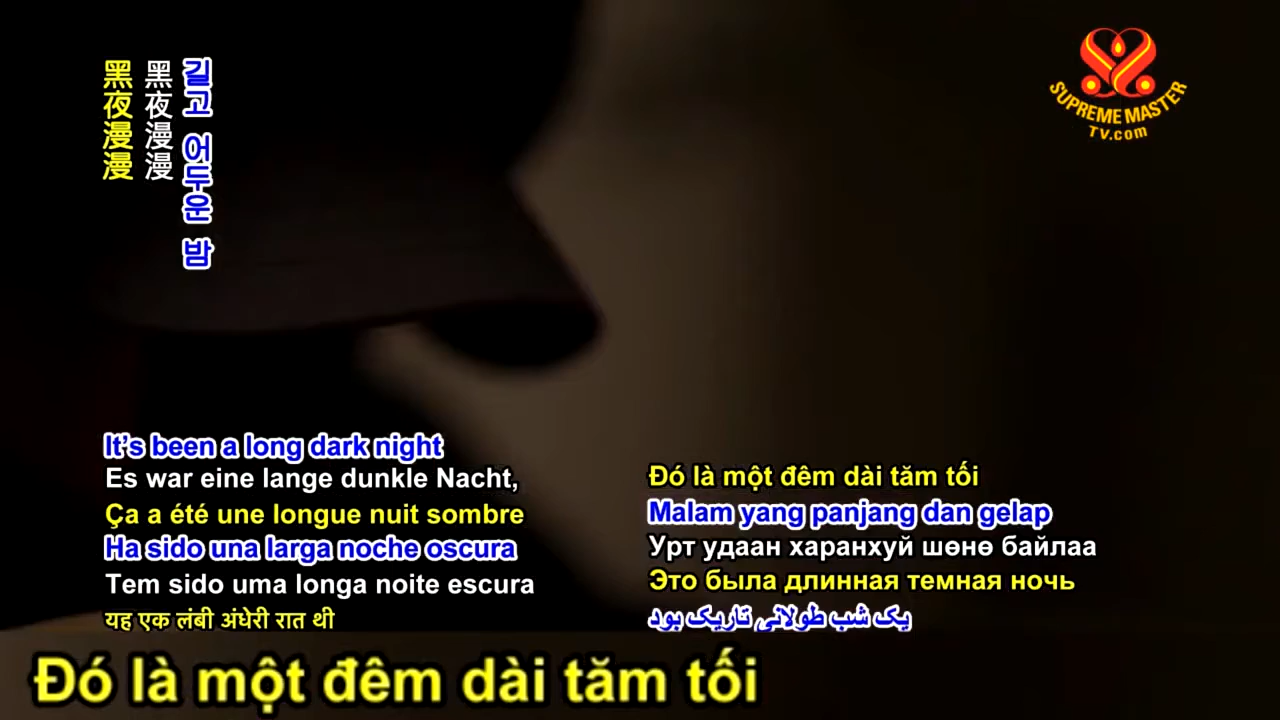 黑夜漫漫
黑夜漫漫
길고 어두운 밤
SUPREME MASTER
TV.com
It's been a long dark night
Es war eine lange dunkle Nacht,
Ça a été une longue nuit sombre
Ha sido una larga noche oscura
Tem sido uma longa noite escura
यह एक लंबी अंधेरी रात थी
Đó là một đêm dài tăm tối
Malam yang panjang dan gelap
Урт удаан харанхуй шөнө байлаа
Это была длинная темная ночь
یک شب طولانی تاریک بود
Đó là một đêm dài tăm tối